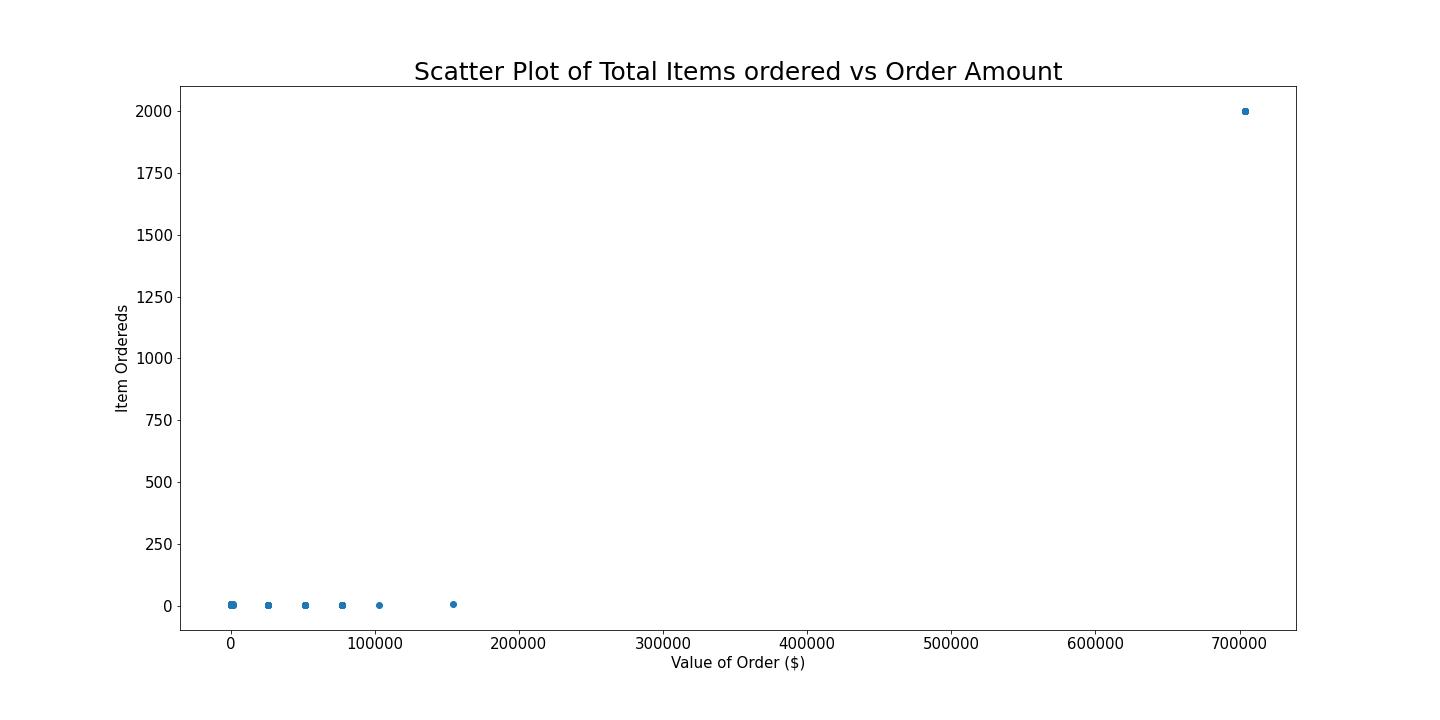 Scatter Plot of Total Items ordered vs Order Amount
2000
1750
1500
1250
1000
750
500
250
0
Item Ordereds
0 100000 200000 300000 400000 500000 600000 700000
Value of Order ($)